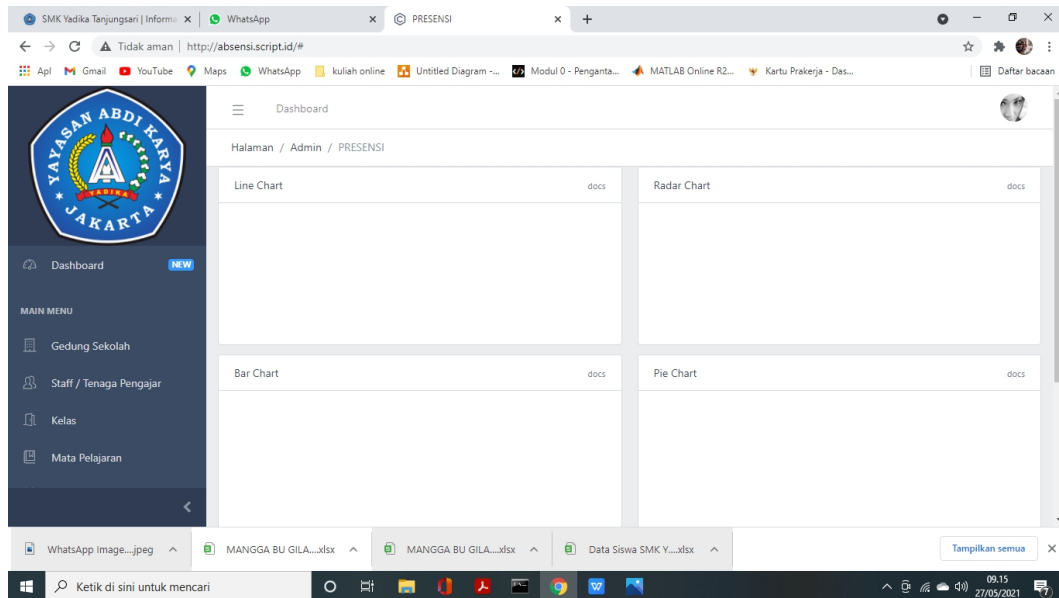 SMK Yadika Tanjungsari | Informa
WhatsApp
PRESENSI
Tidak aman | http://absensi.script.id/#
Apl Gmail YouTube Maps WhatsApp kuliah online Untitled Diagram -... Modul 0 - Penganta... MATLAB Online R2... Kartu Prakerja - Das... Daftar bacaan
YAYASAN ABDI KARYA
YADIKA
JAKARTA
Dashboard NEW
MAIN MENU
Gedung Sekolah
Staff / Tenaga Pengajar
Kelas
Mata Pelajaran
Dashboard
Halaman / Admin / PRESENSI
Line Chart docs
Radar Chart docs
Bar Chart docs
Pie Chart docs
WhatsApp Image....jpeg MANGGA BU GILA....xlsx MANGGA BU GILA....xlsx Data Siswa SMK Y....xlsx Tampilkan semua
Ketik di sini untuk mencari
09.15
27/05/2021